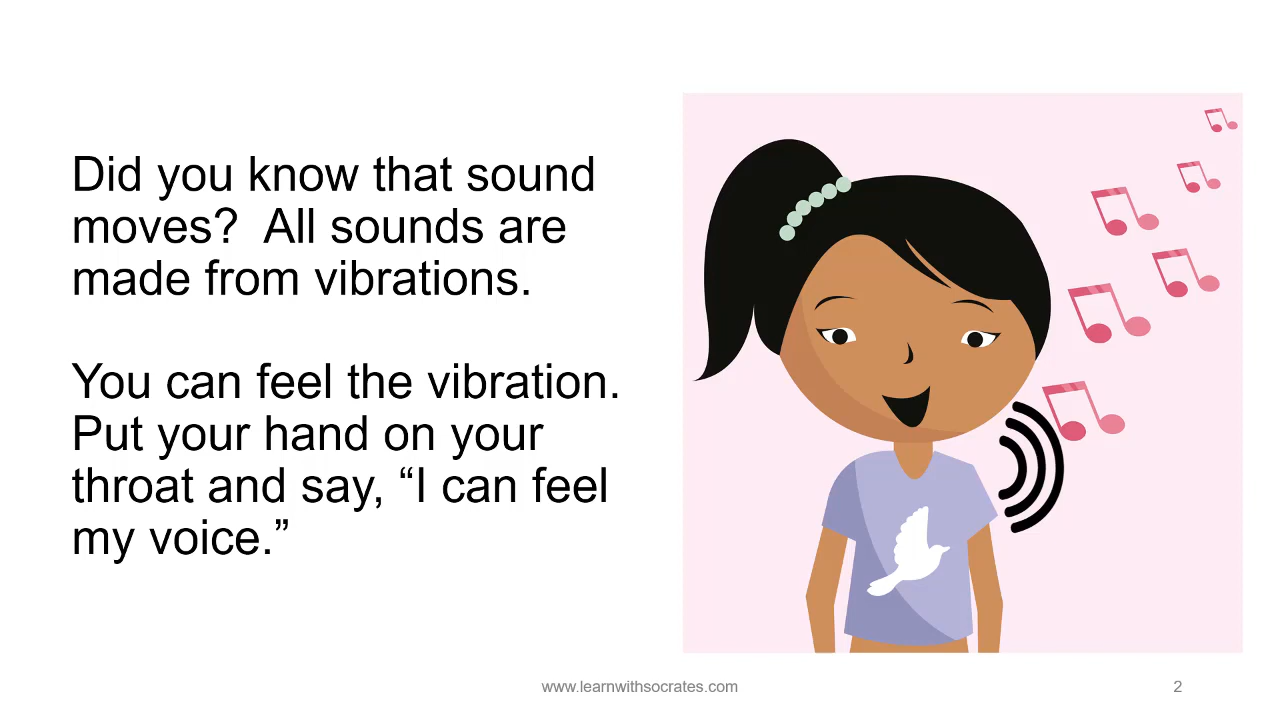 Did you know that sound
moves?  All sounds are
made from vibrations.
You can feel the vibration.
Put your hand on your
throat and say, “I can feel
my voice.”
www.learnwithsocrates.com
2